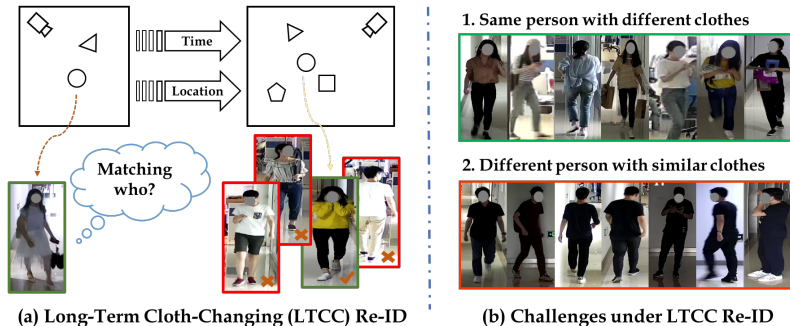 Time
Location
Matching
who?
(a) Long-Term Cloth-Changing (LTCC) Re-ID
1. Same person with different clothes
2. Different person with similar clothes
(b) Challenges under LTCC Re-ID